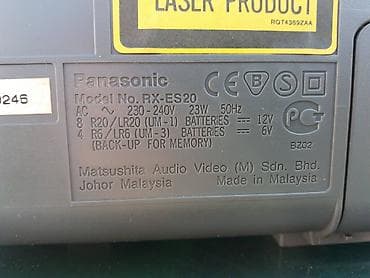 LASER PRODUCT
RQT4369ZAA
0246
Panasonic
Model No. RX-ES20
AC ∼ 230-240V 23W 50Hz
8 R20/LR20 (UM-1) BATTERIES ⎓ 12V
4 R6/LR6 (UM-3) BATTERIES ⎓ 6V
(BACK-UP FOR MEMORY)
BZ02
Matsushita Audio Video (M) Sdn. Bhd.
Johor Malaysia Made in Malaysia